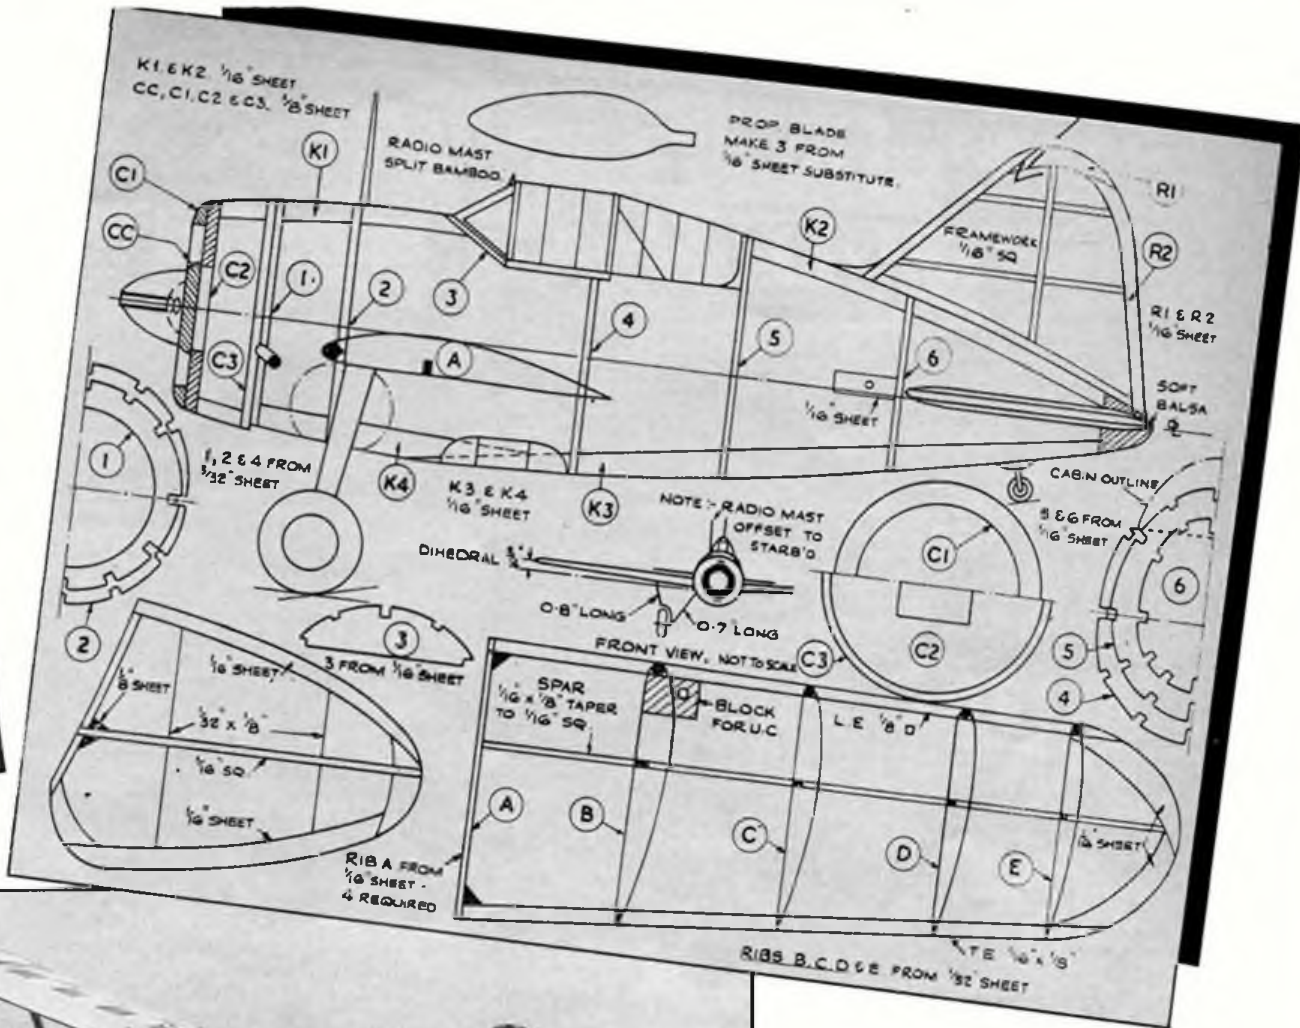 K1. & K2. 1/16" SHEET
CC, C1, C2 & C3. 1/8" SHEET
K1
C1
CC
C2
1.
2
3
RADIO MAST
SPLIT BAMBOO.
PROP. BLADE
MAKE 3 FROM
1/16" SHEET SUBSTITUTE.
K2
R1
FRAMEWORK
1/16" SQ
R2
R1 & R2
1/16" SHEET
4
5
6
A
C3
1/16" SHEET
SOFT
BALSA
1
1, 2 & 4 FROM
3/32" SHEET
2
K4
K3 & K4
1/16" SHEET
K3
NOTE :- RADIO MAST
OFFSET TO
STARB'D
CABIN OUTLINE
5 & 6 FROM
1/16" SHEET
DIHEDRAL 3/4"
0·8" LONG
0·7" LONG
FRONT VIEW. NOT TO SCALE
C1
C2
C3
6
5
4
3
3 FROM 1/16" SHEET
1/8" SHEET
1/16" SHEET
1/32" x 1/8"
1/16" SQ
1/16" SHEET
RIB A FROM
1/16" SHEET -
4 REQUIRED
SPAR
1/16" x 1/8" TAPER
TO 1/16" SQ
BLOCK
FOR U.C.
L.E 1/8" D
A
B
C
D
E
1/16" SHEET
T E 1/16" x 1/8"
RIBS B, C, D & E FROM 1/32" SHEET